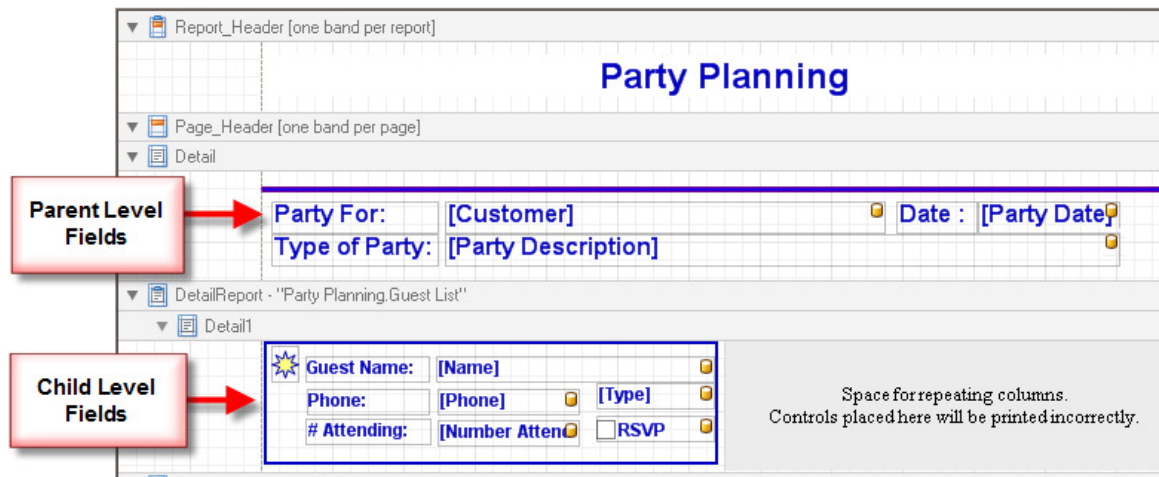 Report_Header [one band per report]
Party Planning
Page_Header [one band per page]
Detail
Parent Level
Fields
Party For: [Customer] Date : [Party Date]
Type of Party: [Party Description]
DetailReport - "Party Planning.Guest List"
Detail1
Child Level
Fields
Guest Name: [Name]
Phone: [Phone] [Type]
# Attending: [Number Attend RSVP
Space for repeating columns.
Controls placed here will be printed incorrectly.